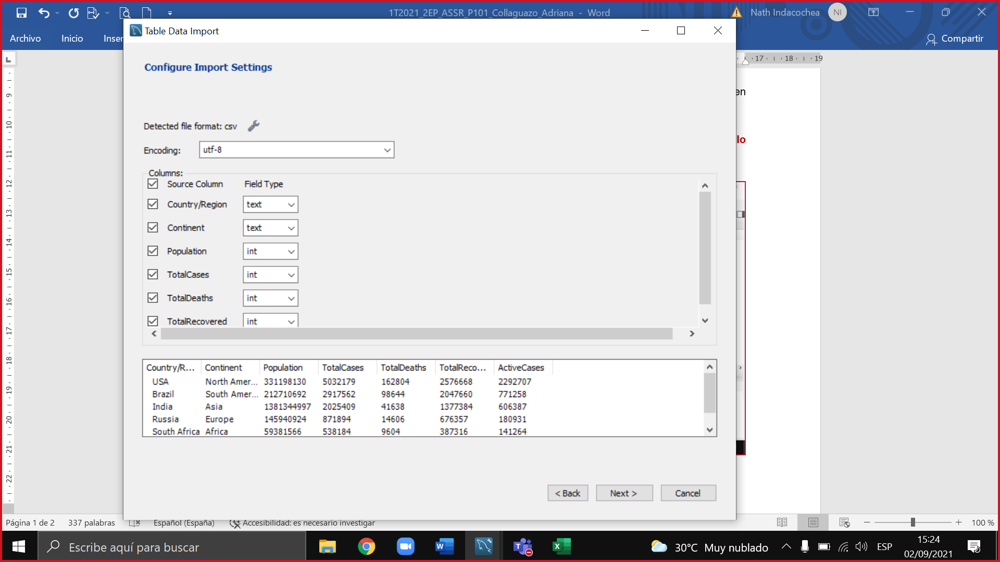 1T2021_2EP_ASSR_P101_Collaguazo_Adriana - Word
Nath Indacochea
NI
Archivo
Inicio
Inser
Compartir
Table Data Import
17 18 19
Configure Import Settings
en
Detected file format: csv
lo
Encoding: utf-8
Columns:
Source Column Field Type
Country/Region text
Continent text
Population int
TotalCases int
TotalDeaths int
TotalRecovered int
Country/R... Continent Population TotalCases TotalDeaths TotalReco... ActiveCases
USA North Amer... 331198130 5032179 162804 2576668 2292707
Brazil South Amer... 212710692 2917562 98644 2047660 771258
India Asia 1381344997 2025409 41638 1377384 606387
Russia Europe 145940924 871894 14606 676357 180931
South Africa Africa 59381566 538184 9604 387316 141264
< Back Next > Cancel
9
10
11
12
13
14
15
16
17
18
19
20
21
22
Página 1 de 2 337 palabras Español (España) Accesibilidad: es necesario investigar 100 %
Escribe aquí para buscar
30°C Muy nublado
ESP
15:24
02/09/2021